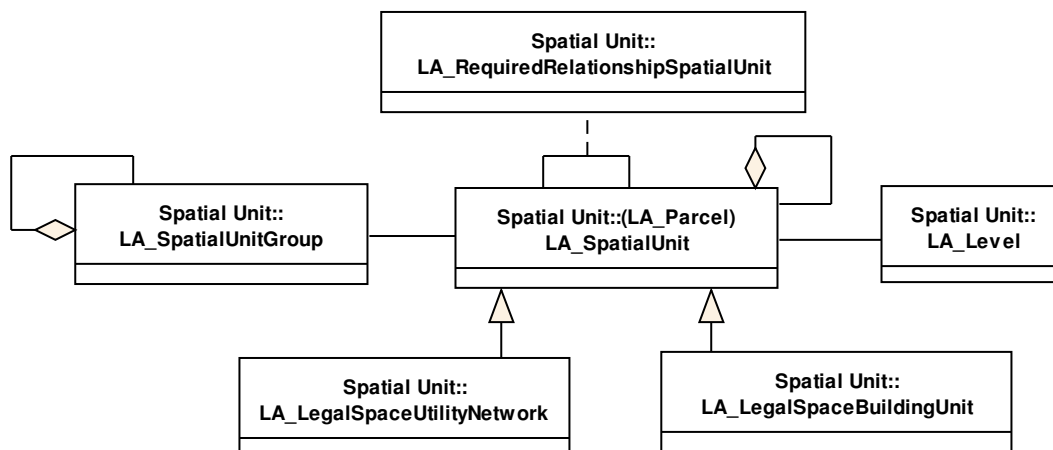 Spatial Unit::
LA_RequiredRelationshipSpatialUnit
Spatial Unit::
LA_SpatialUnitGroup
Spatial Unit::(LA_Parcel)
LA_SpatialUnit
Spatial Unit::
LA_Level
Spatial Unit::
LA_LegalSpaceUtilityNetwork
Spatial Unit::
LA_LegalSpaceBuildingUnit